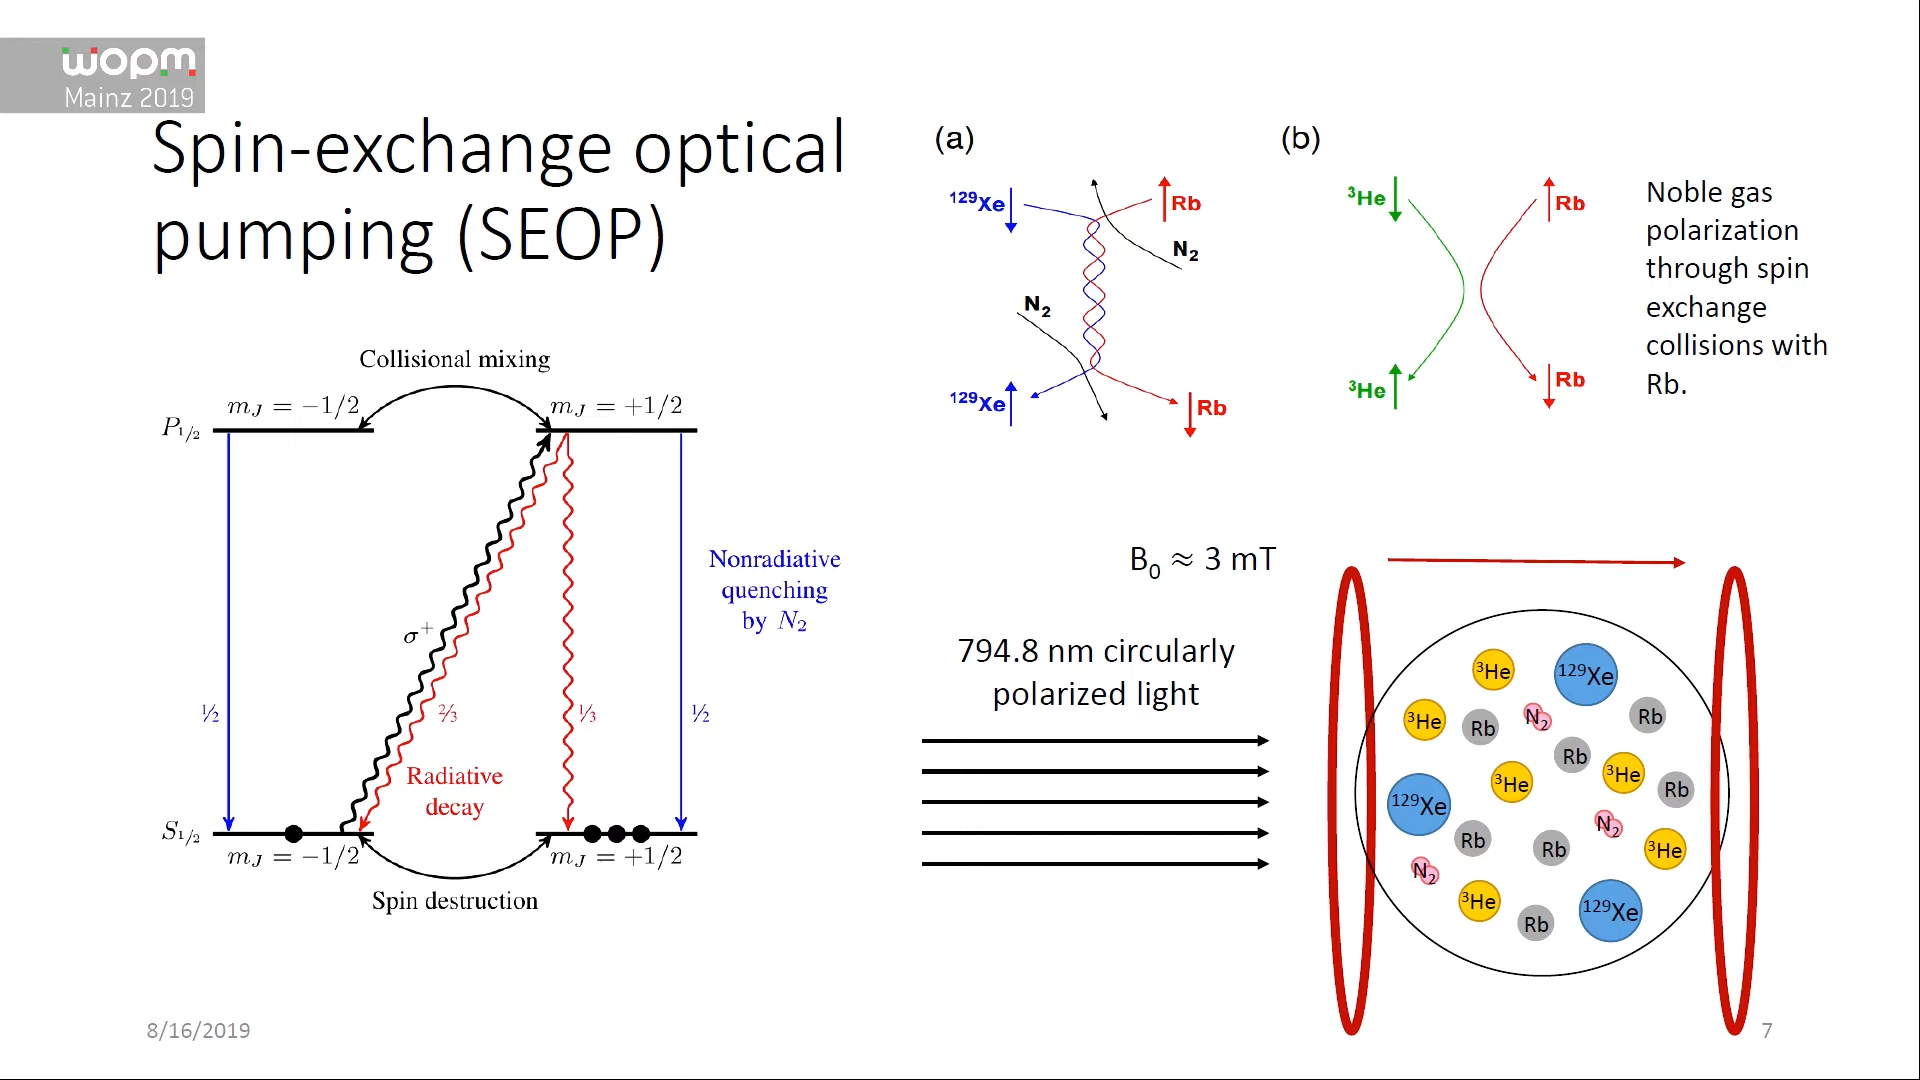 wopm
Mainz 2019
Spin-exchange optical
pumping (SEOP)
Collisional mixing
m_J = −1/2
m_J = +1/2
P₁/₂
σ⁺
½
⅔
⅓
½
Nonradiative
quenching
by N₂
Radiative
decay
S₁/₂
m_J = −1/2
m_J = +1/2
Spin destruction
(a)
¹²⁹Xe
Rb
N₂
N₂
¹²⁹Xe
Rb
(b)
³He
Rb
³He
Rb
Noble gas
polarization
through spin
exchange
collisions with
Rb.
B₀ ≈ 3 mT
794.8 nm circularly
polarized light
³He
¹²⁹Xe
³He
Rb
N₂
Rb
Rb
³He
³He
Rb
¹²⁹Xe
Rb
Rb
N₂
³He
N₂
³He
Rb
¹²⁹Xe
8/16/2019
7